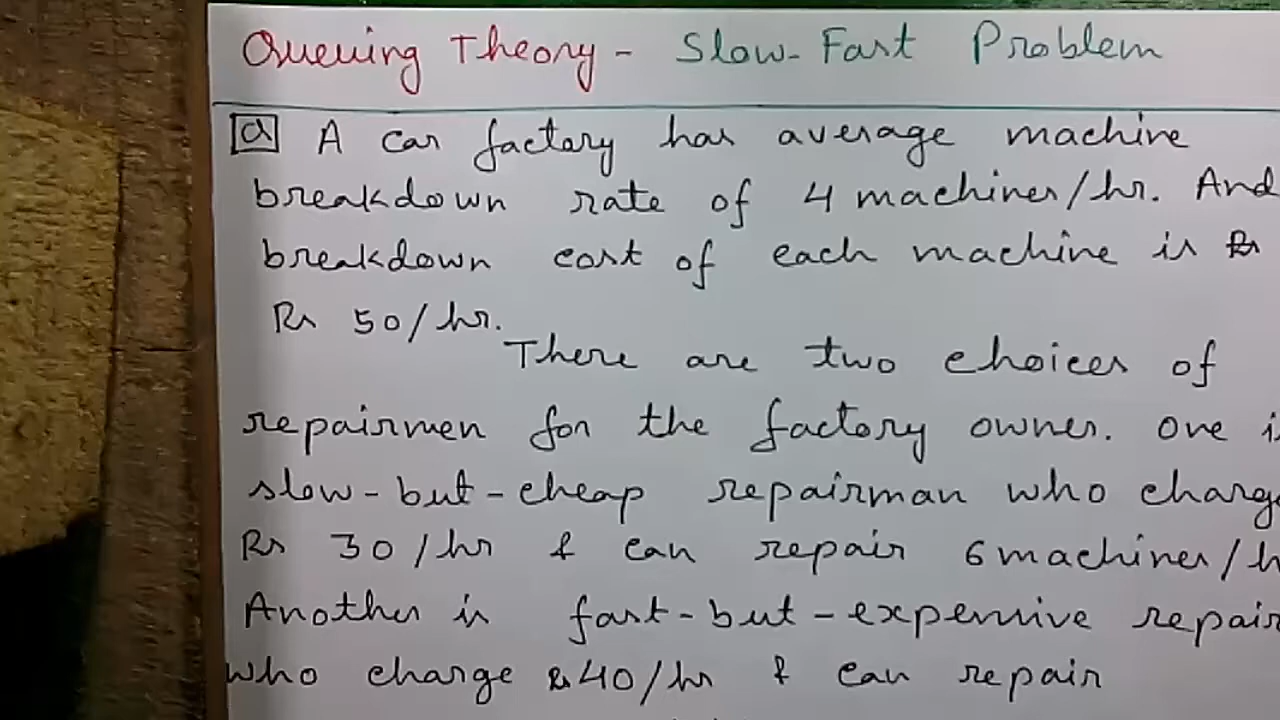 Queuing Theory - Slow-Fast Problem
Q A car factory has average machine
breakdown rate of 4 machines/hr. And
breakdown cost of each machine is Rs
Rs 50/hr.
There are two choices of
repairmen for the factory owner. One is
slow-but-cheap repairman who charge
Rs 30/hr & can repair 6 machines/h
Another is fast-but-expensive repair
who charge Rs 40/hr & can repair